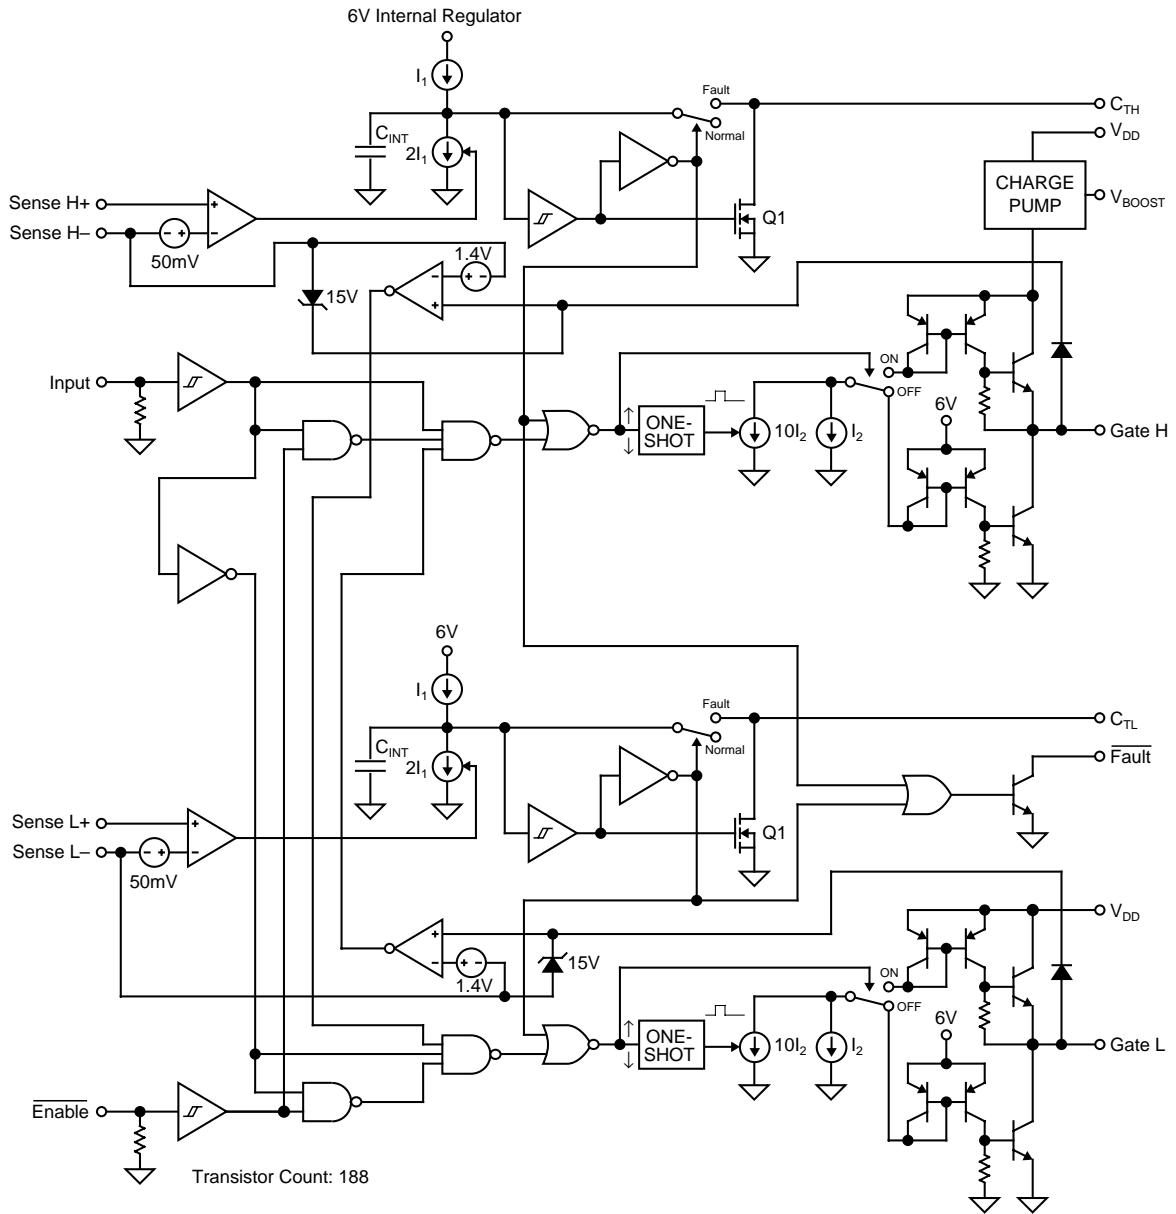 6V Internal Regulator
I1
Fault
CTH
Normal
VDD
CINT
2I1
CHARGE
PUMP
VBOOST
Sense H+
+
Q1
Sense H–
– +
–
50mV
1.4V
–
+ –
15V
+
Input
ON
OFF
6V
ONE-
SHOT
10I2
I2
Gate H
6V
I1
Fault
CTL
Normal
CINT
2I1
Fault
Sense L+
+
Q1
Sense L–
– +
–
50mV
VDD
+
–
+ –
1.4V
15V
ON
OFF
6V
ONE-
SHOT
10I2
I2
Gate L
Enable
Transistor Count: 188